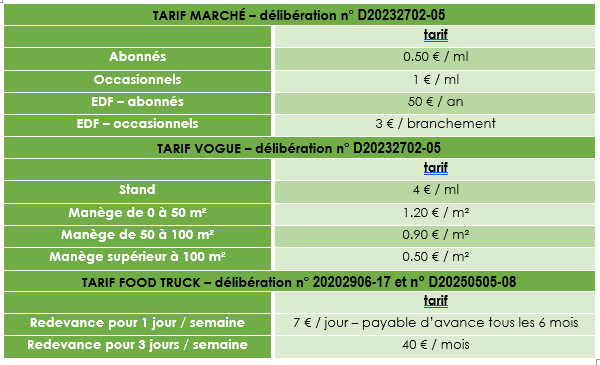 TARIF MARCHÉ – délibération n° D20232702-05
tarif
Abonnés 0.50 € / ml
Occasionnels 1 € / ml
EDF – abonnés 50 € / an
EDF – occasionnels 3 € / branchement
TARIF VOGUE – délibération n° D20232702-05
tarif
Stand 4 € / ml
Manège de 0 à 50 m² 1.20 € / m²
Manège de 50 à 100 m² 0.90 € / m²
Manège supérieur à 100 m² 0.50 € / m²
TARIF FOOD TRUCK – délibération n° 20202906-17 et n° D20250505-08
tarif
Redevance pour 1 jour / semaine 7 € / jour – payable d’avance tous les 6 mois
Redevance pour 3 jours / semaine 40 € / mois